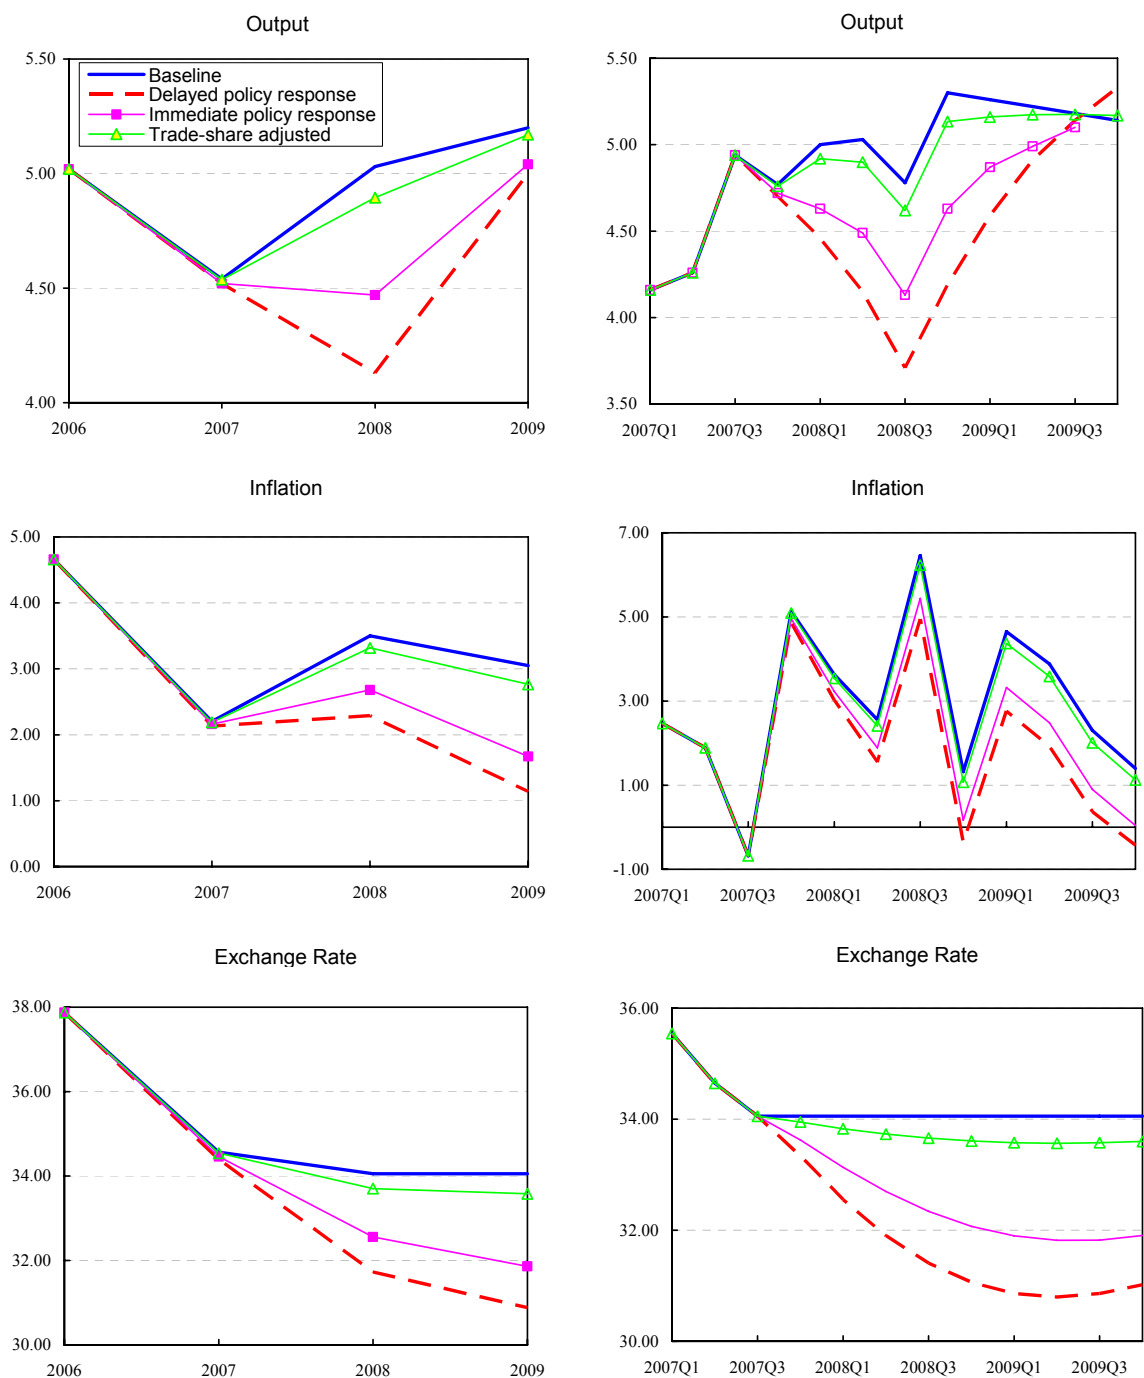 Output
5.50
5.00
4.50
4.00
Baseline
Delayed policy response
Immediate policy response
Trade-share adjusted
2006 2007 2008 2009
Output
5.50
5.00
4.50
4.00
3.50
2007Q1 2007Q3 2008Q1 2008Q3 2009Q1 2009Q3
Inflation
5.00
4.00
3.00
2.00
1.00
0.00
2006 2007 2008 2009
Inflation
7.00
5.00
3.00
1.00
-1.00
2007Q1 2007Q3 2008Q1 2008Q3 2009Q1 2009Q3
Exchange Rate
38.00
36.00
34.00
32.00
30.00
2006 2007 2008 2009
Exchange Rate
36.00
34.00
32.00
30.00
2007Q1 2007Q3 2008Q1 2008Q3 2009Q1 2009Q3